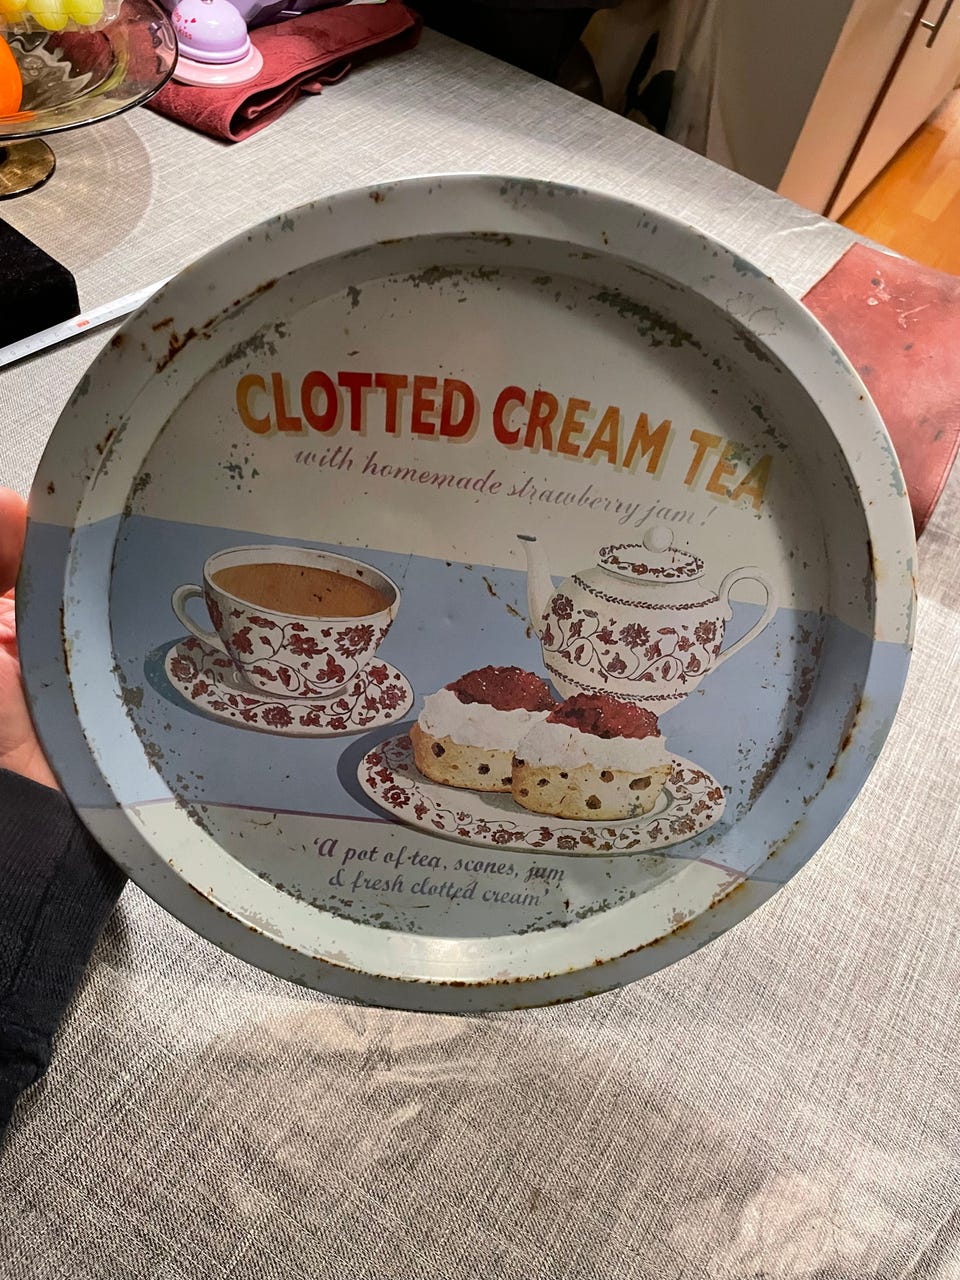 CLOTTED CREAM TEA
with homemade strawberry jam!
'A pot of tea, scones, jam
& fresh clotted cream